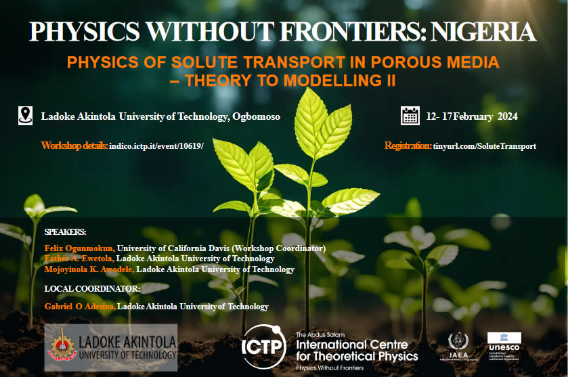 PHYSICS WITHOUT FRONTIERS: NIGERIA
PHYSICS OF SOLUTE TRANSPORT IN POROUS MEDIA
– THEORY TO MODELLING II
Ladoke Akintola University of Technology, Ogbomoso
12- 17 February 2024
Workshop details: indico.ictp.it/event/10619/
Registration: tinyurl.com/SoluteTransport
SPEAKERS:
Felix Ogunmokun, University of California Davis (Workshop Coordinator)
Esther A. Ewetola, Ladoke Akintola University of Technology
Mojoyinola K. Awodele, Ladoke Akintola University of Technology
LOCAL COORDINATOR:
Gabriel O Adesina, Ladoke Akintola University of Technology
LADOKE AKINTOLA
UNIVERSITY OF TECHNOLOGY
ICTP
The Abdus Salam
International Centre
for Theoretical Physics
Physics Without Frontiers
IAEA
unesco